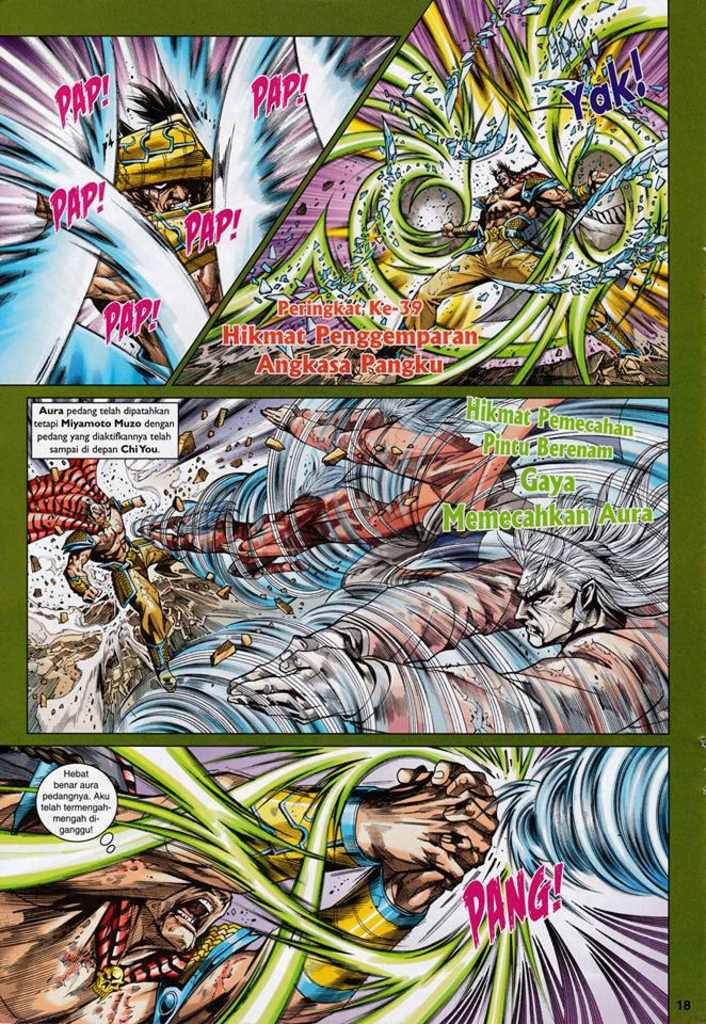 PAP!
PAP!
PAP!
PAP!
PAP!
Yak!
Peringkat Ke-39
Hikmat Penggemparan
Angkasa Pangku
Aura pedang telah dipatahkan
tetapi Miyamoto Muzo dengan
pedang yang diaktifkannya telah
sampai di depan Chi You.
Hikmat Pemecahan
Pintu Berenam
Gaya
Memecahkan Aura
Hebat
benar aura
pedangnya. Aku
telah termengah-
mengah di-
ganggu!
PANG!
18